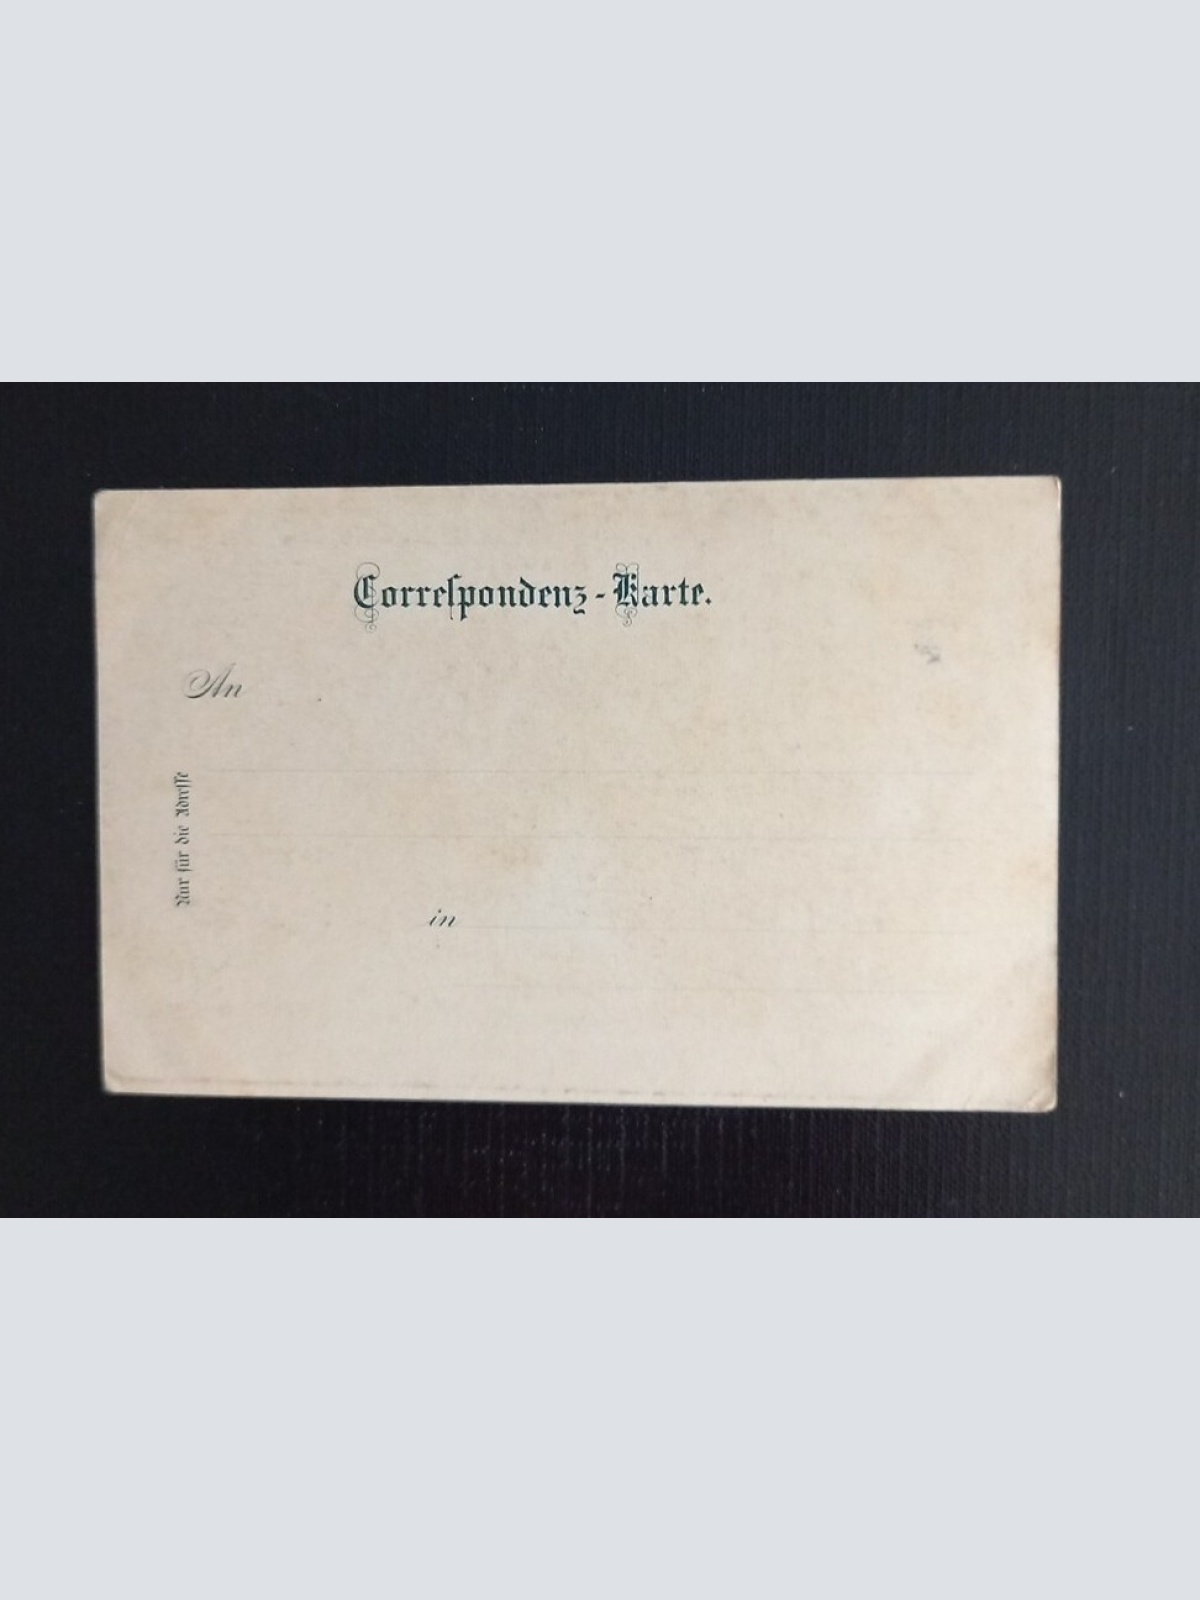 Correſpondenz-Karte.
An
Nur für die Adreſſe
in